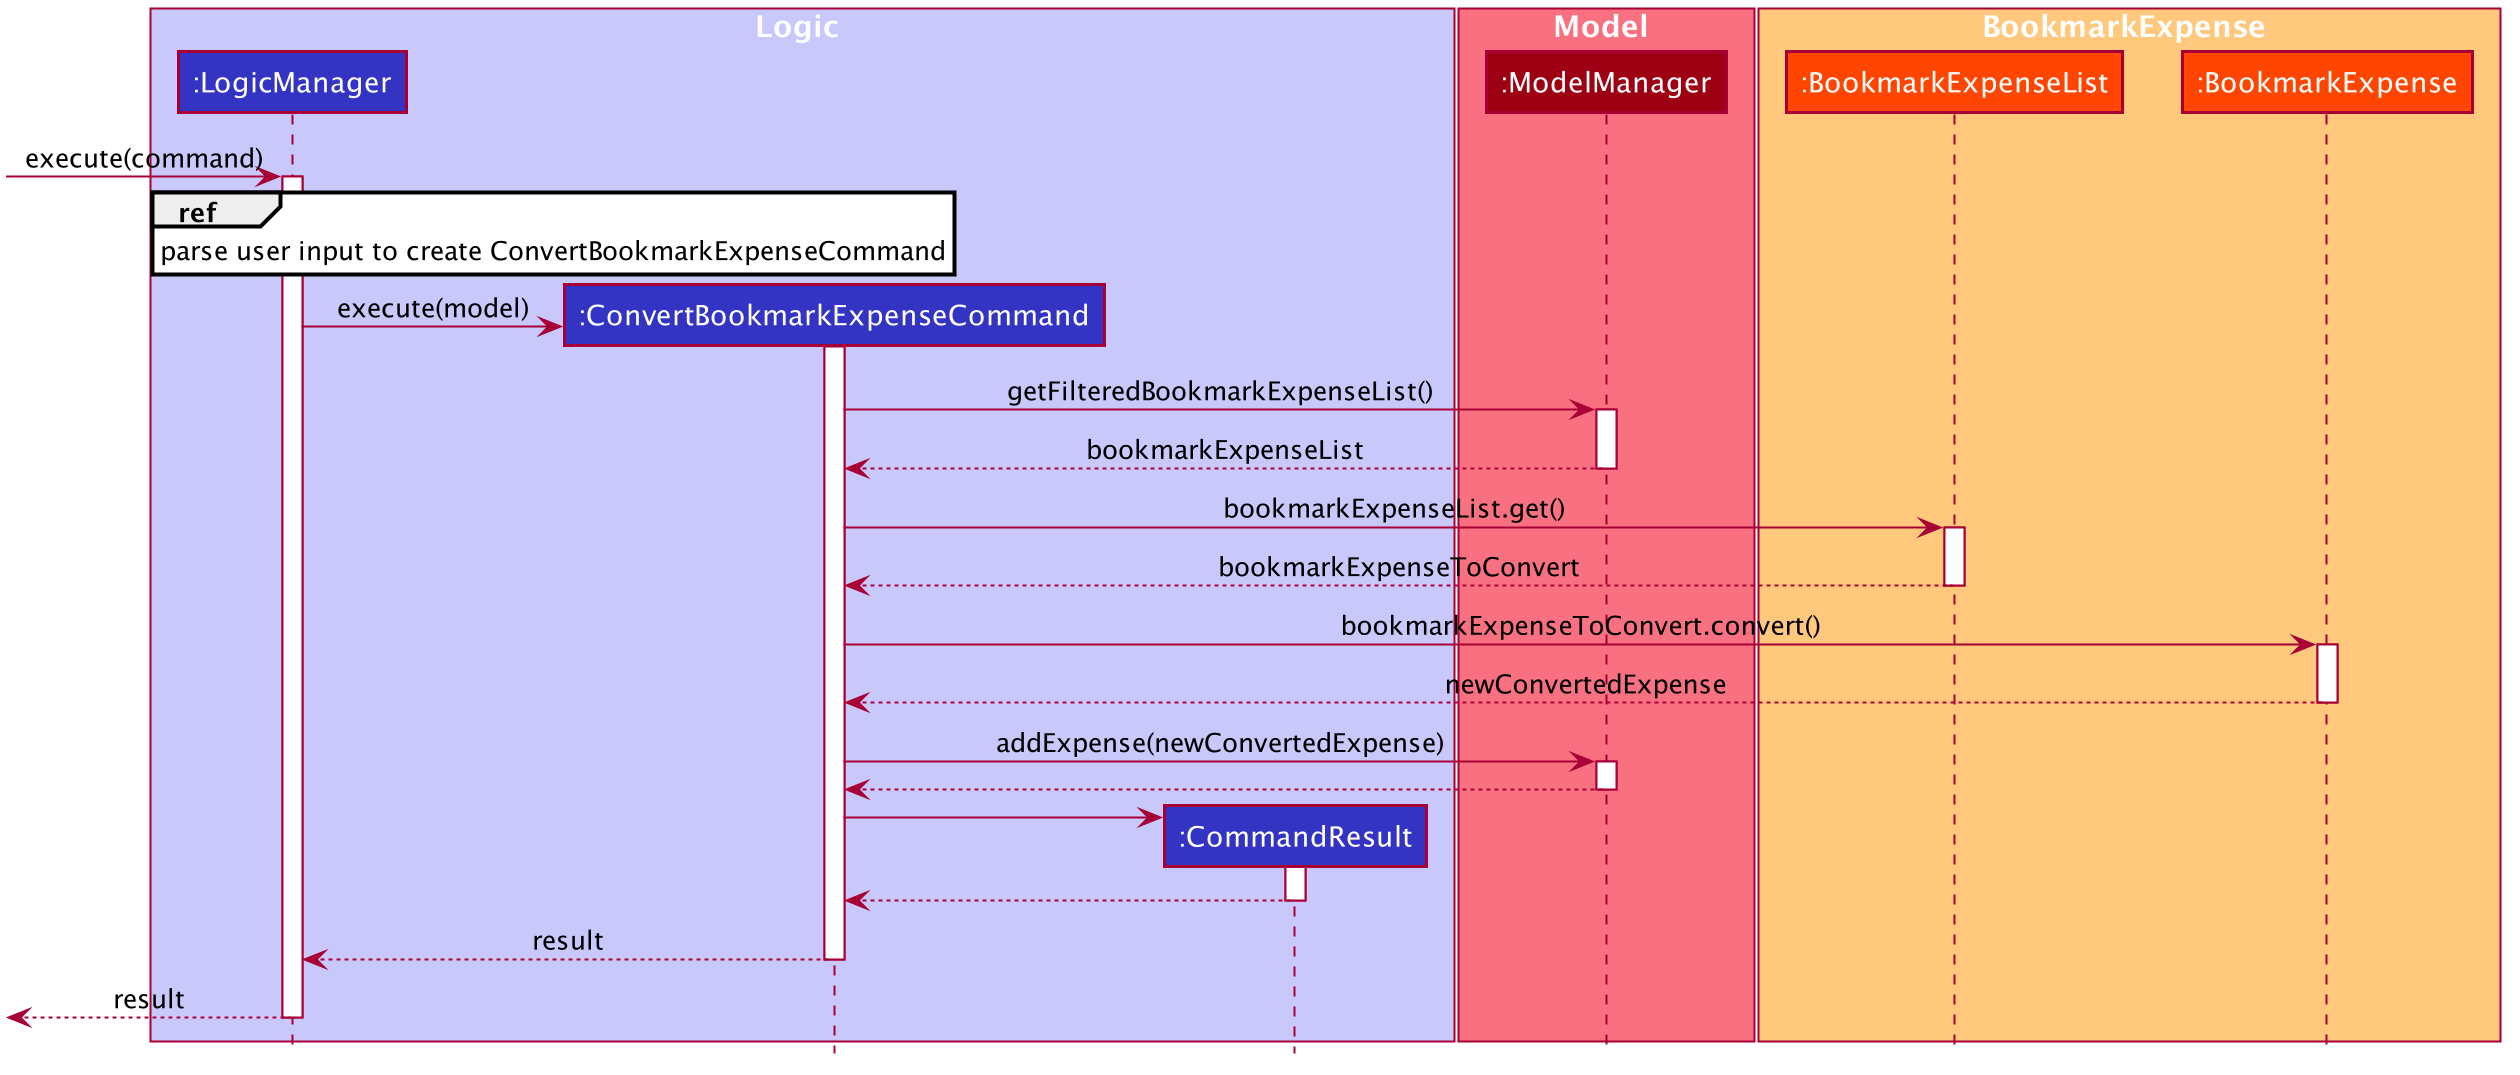 Logic
Model
BookmarkExpense
:LogicManager
:ModelManager
:BookmarkExpenseList
:BookmarkExpense
execute(command)
ref
parse user input to create ConvertBookmarkExpenseCommand
execute(model)
:ConvertBookmarkExpenseCommand
getFilteredBookmarkExpenseList()
bookmarkExpenseList
bookmarkExpenseList.get()
bookmarkExpenseToConvert
bookmarkExpenseToConvert.convert()
newConvertedExpense
addExpense(newConvertedExpense)
:CommandResult
result
result